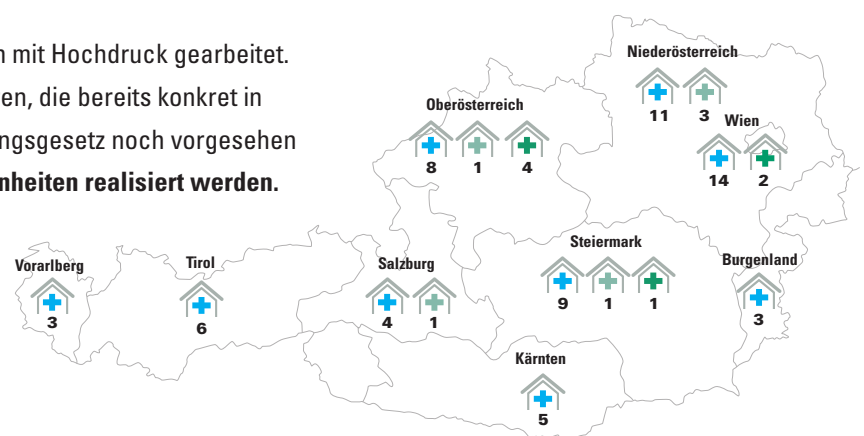 n mit Hochdruck gearbeitet.
en, die bereits konkret in
ngsgesetz noch vorgesehen
nheiten realisiert werden.
Niederösterreich
11 3
Oberösterreich
8 1 4
Wien
14 2
Vorarlberg
3
Tirol
6
Salzburg
4 1
Steiermark
9 1 1
Burgenland
3
Kärnten
5